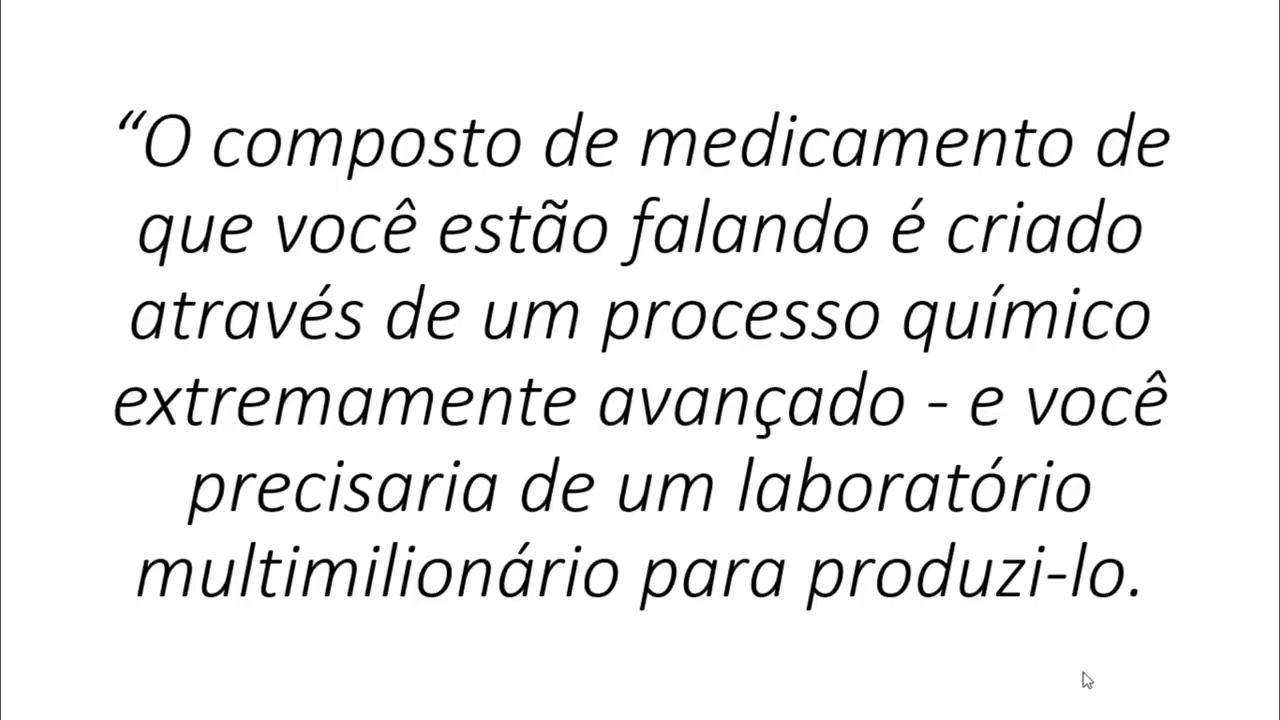 “O composto de medicamento de
que você estão falando é criado
através de um processo químico
extremamente avançado - e você
precisaria de um laboratório
multimilionário para produzi-lo.